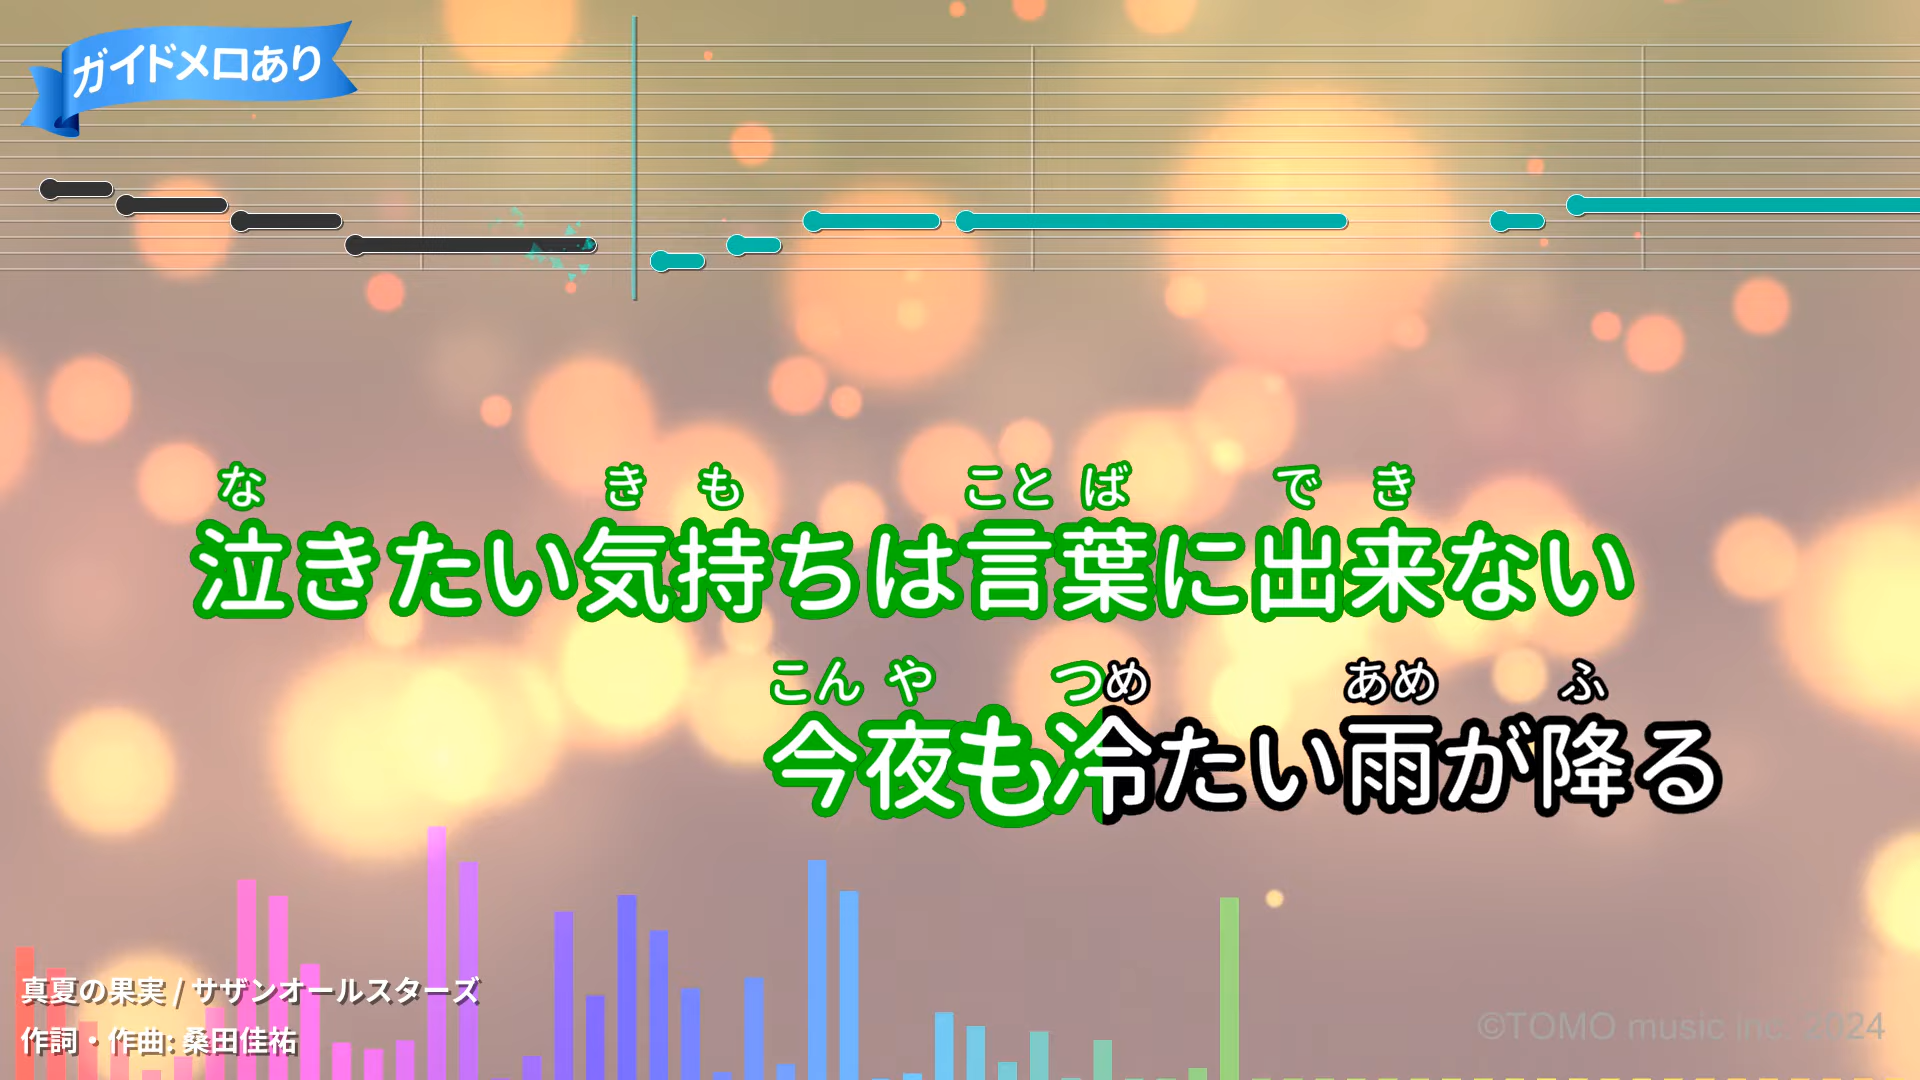 ガイドメロあり
な き も こと ば で き
泣きたい気持ちは言葉に出来ない
こん や つめ あめ ふ
今夜も冷たい雨が降る
真夏の果実 / サザンオールスターズ
作詞・作曲: 桑田佳祐
©TOMO music inc. 2024